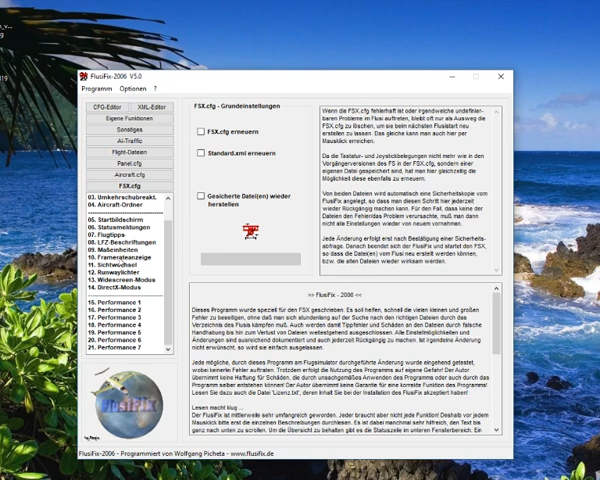 FlusiFix-2006 V5.0
Programm Optionen ?
CFG-Editor XML-Editor
Eigene Funktionen
Sonstiges
AI-Traffic
Flight-Dateien
Panel.cfg
Aircraft.cfg
FSX.cfg
03. Umkehrschubreakt.
04. Aircraft-Ordner
05. Startbildschirm
06. Statusmeldungen
07. Flugtipps
08. LFZ-Beschriftungen
09. Maßeinheiten
10. Framerateanzeige
11. Sichtwechsel
12. Runwaylichter
13. Widescreen-Modus
14. DirectX-Modus
15. Performance 1
16. Performance 2
17. Performance 3
18. Performance 4
19. Performance 5
20. Performance 6
21. Performance 7
FlusiFix
FSX.cfg - Grundeinstellungen
FSX.cfg erneuern
Standard.xml erneuern
Gesicherte Datei(en) wieder
herstellen
Wenn die FSX.cfg fehlerhaft ist oder irgendwelche undefinier-
baren Probleme im Flusi auftreten, bleibt oft nur als Ausweg die
FSX.cfg zu löschen, um sie beim nächsten Flusistart neu
erstellen zu lassen. Das gleiche kann man auch hier per
Mausklick erreichen.
Da die Tastatur- und Joystickbelegungen nicht mehr wie in den
Vorgängerversionen des FS in der FSX.cfg, sondern einer
eigenen Datei gespeichert sind, hat man hier gleichzeitig die
Möglichkeit diese ebenfalls zu erneuern.
Von beiden Dateien wird automatisch eine Sicherheitskopie vom
FlusiFix angelegt, so dass man diesen Schritt hier jederzeit
wieder Rückgängig machen kann. Für den Fall, dass keine der
Dateien den Fehler/das Problem verursachte, muß man dann
nicht alle Einstellungen wieder von neuem vornehmen.
Jede Änderung erfolgt erst nach Bestätigung einer Sicherheits-
abfrage. Danach beendet sich der FlusiFix und startet den FSX,
so dass die Datei(en) vom Flusi neu erstellt werden können,
bzw. die alten Dateien wieder wirksam werden.
>> FlusiFix - 2006 <<
Dieses Programm wurde speziell für den FSX geschrieben. Es soll helfen, schnell die vielen kleinen und großen
Fehler zu beseitigen, ohne daß man sich stundenlang auf der Suche nach den richtigen Dateien durch das
Verzeichnis des Flusis kämpfen muß. Auch werden damit Tippfehler und Schäden an den Dateien durch falsche
Handhabung bis hin zum Verlust von Dateien weitestgehend ausgeschlossen. Alle Einstellmöglichkeiten und
Änderungen sind ausreichend dokumentiert und auch jederzeit Rückgängig zu machen. Ist irgendeine Änderung
nicht erwünscht, so wird sie einfach ausgelassen.
Jede mögliche, durch dieses Programm am Flugsimulator durchgeführte Änderung wurde eingehend getestet,
wobei keinerlei Fehler auftraten. Trotzdem erfolgt die Nutzung des Programms auf eigene Gefahr! Der Autor
übernimmt keine Haftung für Schäden, die durch unsachgemäßes Anwenden des Programms oder auch durch das
Programm selber entstehen können! Der Autor übernimmt keine Garantie für eine korrekte Funktion des Programms!
Lesen Sie dazu auch die Datei 'Lizenz.txt', deren Inhalt Sie bei der Installation des FlusiFix akzeptiert haben!
Lesen macht klug ...
Der FlusiFix ist mittlerweile sehr umfangreich geworden. Jeder braucht aber nicht jede Funktion! Deshalb vor jedem
Mausklick bitte erst die einzelnen Beschreibungen durchlesen. Es ist dabei manchmal sehr hilfreich, den Text bis
ganz nach unten zu scrollen. Um die Übersicht zu behalten gibt es die Statuszeile im unteren Fensterbereich. Ein
FlusiFix-2006 - Programmiert von Wolfgang Picheta - www.flusifix.de